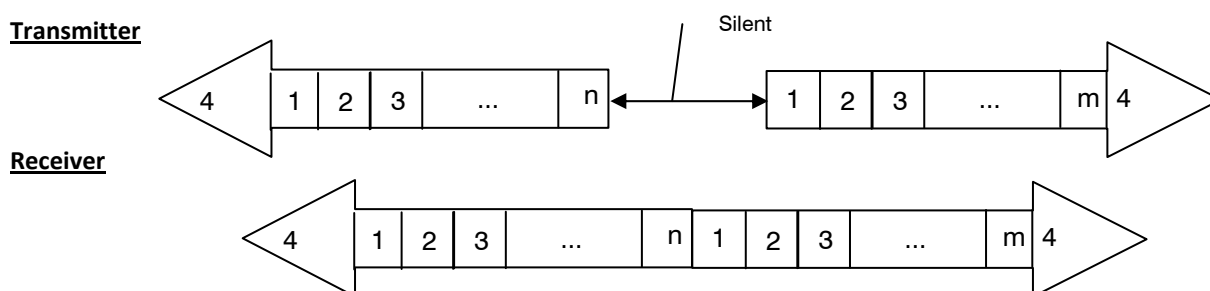 Silent
Transmitter
4 1 2 3 ... n 1 2 3 ... m 4
Receiver
4 1 2 3 ... n 1 2 3 ... m 4